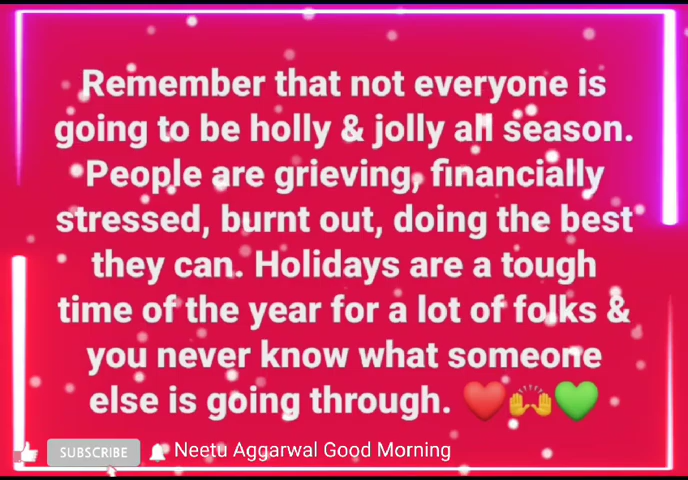 Remember that not everyone is
going to be holly & jolly all season.
People are grieving, financially
stressed, burnt out, doing the best
they can. Holidays are a tough
time of the year for a lot of folks &
you never know what someone
else is going through. ❤️🙌💚
SUBSCRIBE Neetu Aggarwal Good Morning